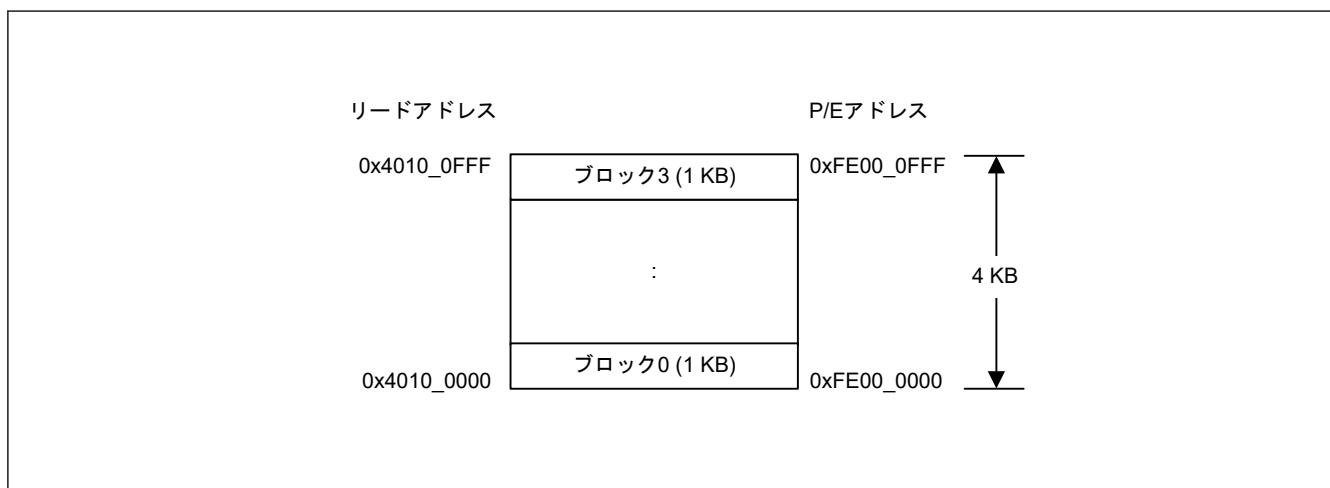 リードアドレス
P/Eアドレス
0x4010_0FFF
ブロック3 (1 KB)
0xFE00_0FFF
:
4 KB
ブロック0 (1 KB)
0x4010_0000
0xFE00_0000